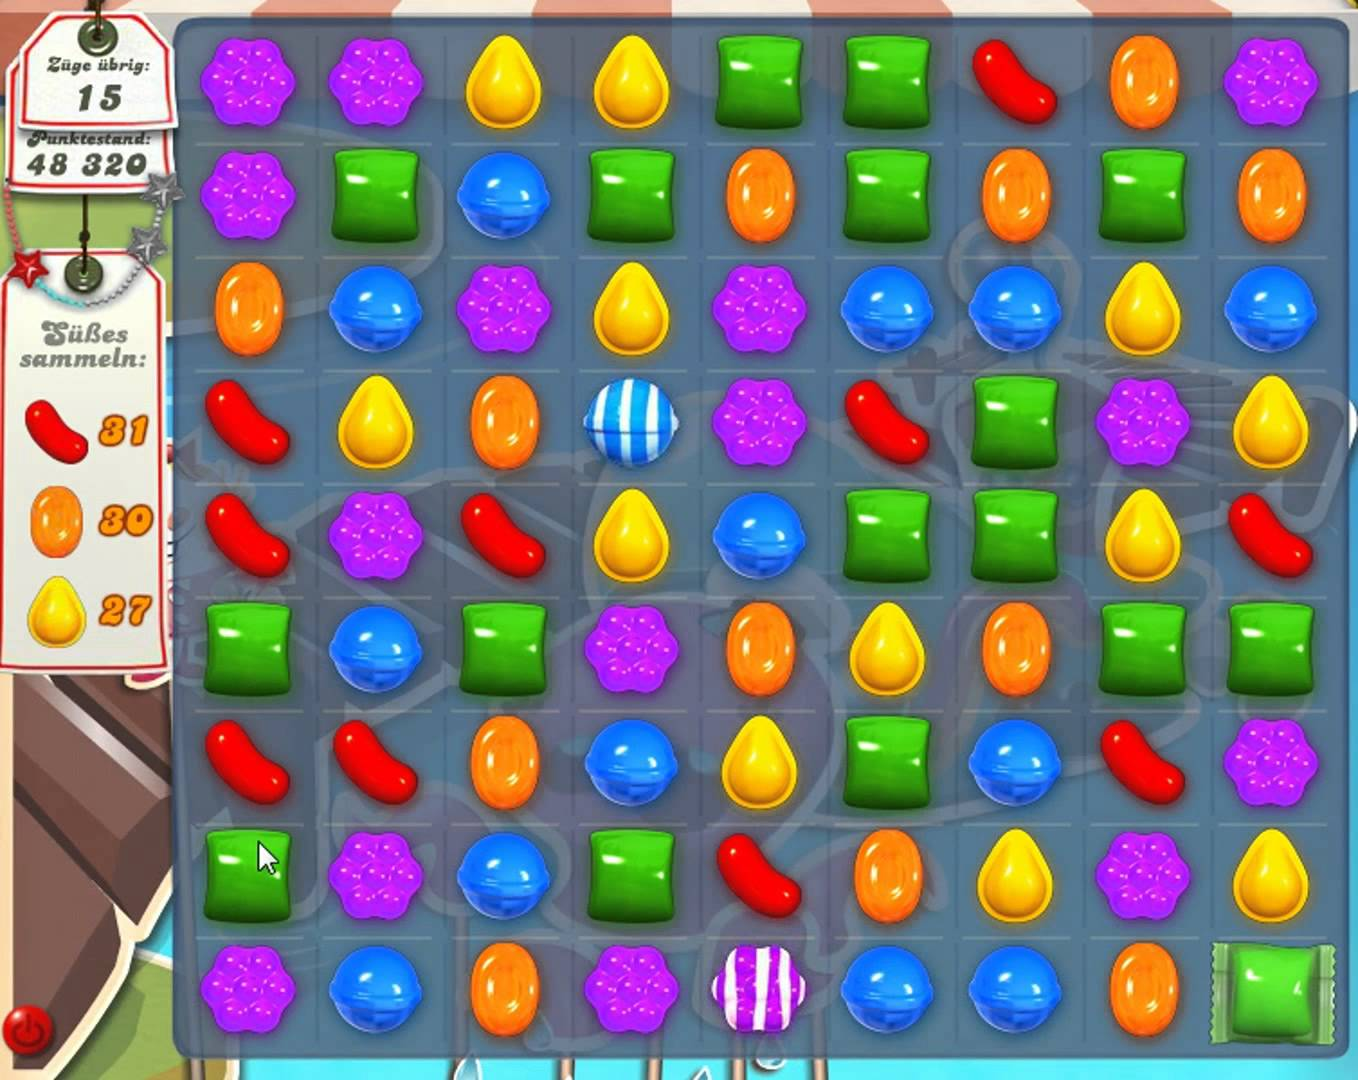 Züge übrig:
15
Punktestand:
48 320
Süßes
sammeln:
31
30
27